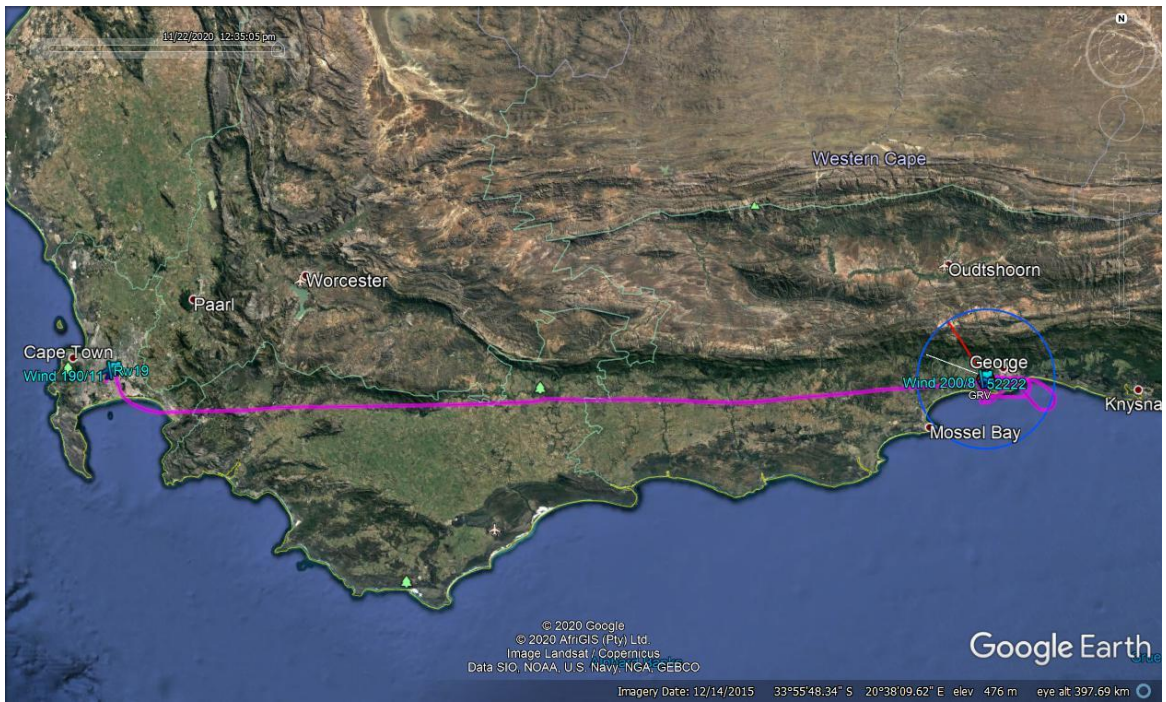 N
11/22/2020 12:35:05 pm
Western Cape
Oudtshoorn
Worcester
Paarl
Cape Town
Rw19
Wind 190/11
George
Wind 200/8
52222
GRV
Knysna
Mossel Bay
© 2020 Google
© 2020 AfriGIS (Pty) Ltd.
Image Landsat / Copernicus
Data SIO, NOAA, U.S. Navy, NGA, GEBCO
Google Earth
Imagery Date: 12/14/2015 33°55'48.34" S 20°38'09.62" E elev 476 m eye alt 397.69 km